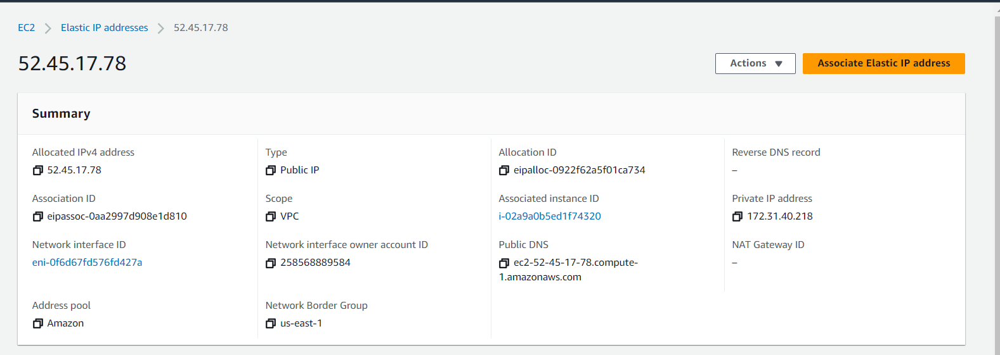 EC2 Elastic IP addresses 52.45.17.78
52.45.17.78
Actions
Associate Elastic IP address
Summary
Allocated IPv4 address
52.45.17.78
Type
Public IP
Allocation ID
eipalloc-0922f62a5f01ca734
Reverse DNS record
–
Association ID
eipassoc-0aa2997d908e1d810
Scope
VPC
Associated instance ID
i-02a9a0b5ed1f74320
Private IP address
172.31.40.218
Network interface ID
eni-0f6d67fd576fd427a
Network interface owner account ID
258568889584
Public DNS
ec2-52-45-17-78.compute-
1.amazonaws.com
NAT Gateway ID
–
Address pool
Amazon
Network Border Group
us-east-1